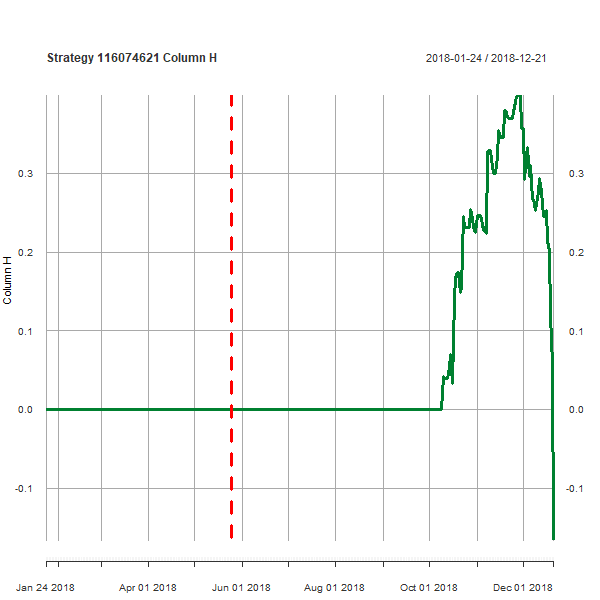 Strategy 116074621 Column H 2018-01-24 / 2018-12-21
0.3 0.3
0.2 0.2
0.1 0.1
0.0 0.0
-0.1 -0.1
Column H
Jan 24 2018 Apr 01 2018 Jun 01 2018 Aug 01 2018 Oct 01 2018 Dec 01 2018